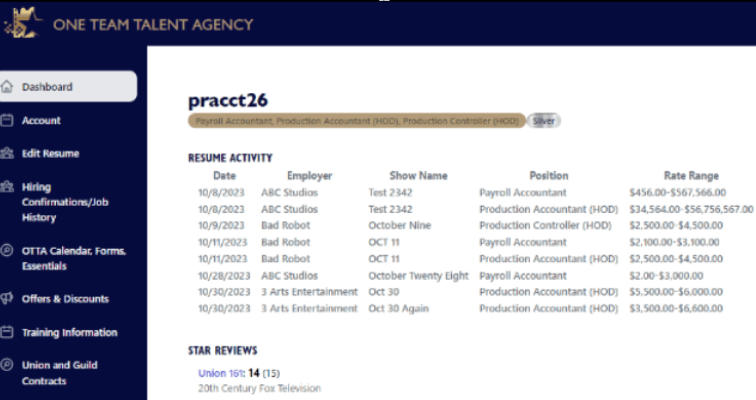 ONE TEAM TALENT AGENCY
Dashboard
Account
Edit Resume
Hiring
Confirmations/Job
History
OTTA Calendar, Forms,
Essentials
Offers & Discounts
Training Information
Union and Guild
Contracts
pracct26
Payroll Accountant, Production Accountant (HOD), Production Controller (HOD) Silver
RESUME ACTIVITY
Date Employer Show Name Position Rate Range
10/8/2023 ABC Studios Test 2342 Payroll Accountant $456.00-$567,566.00
10/8/2023 ABC Studios Test 2342 Production Accountant (HOD) $34,564.00-$56,756,567.00
10/9/2023 Bad Robot October Nine Production Controller (HOD) $2,500.00-$4,500.00
10/11/2023 Bad Robot OCT 11 Payroll Accountant $2,100.00-$3,100.00
10/11/2023 Bad Robot OCT 11 Production Accountant (HOD) $2,500.00-$4,500.00
10/28/2023 ABC Studios October Twenty Eight Payroll Accountant $2.00-$3,000.00
10/30/2023 3 Arts Entertainment Oct 30 Production Accountant (HOD) $5,500.00-$6,000.00
10/30/2023 3 Arts Entertainment Oct 30 Again Production Accountant (HOD) $3,500.00-$6,600.00
STAR REVIEWS
Union 161: 14 (15)
20th Century Fox Television